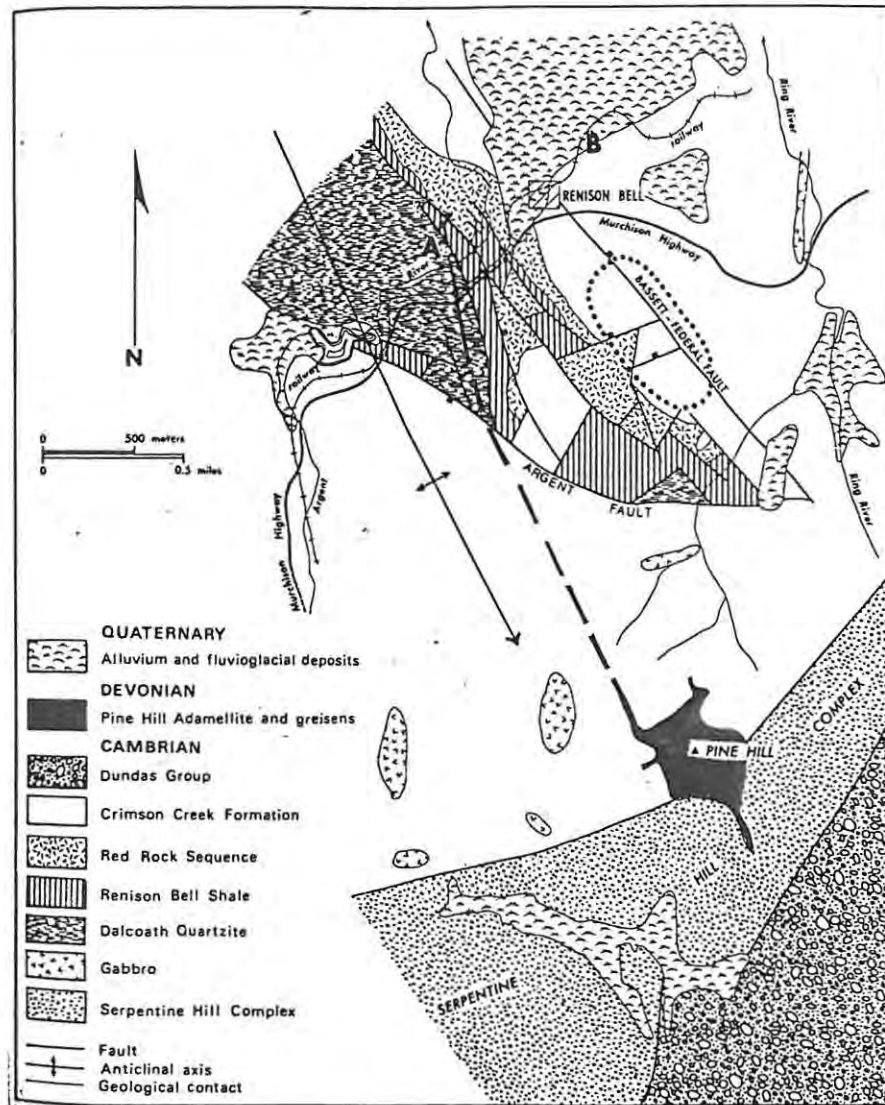 Ring River
railway
B
RENISON BELL
Murchison Highway
A
River
BASSETT FEDERAL FAULT
N
railway
0 500 meters
0 0.5 miles
ARGENT
FAULT
Ring River
Murchison Highway
Argent
QUATERNARY
Alluvium and fluvioglacial deposits
DEVONIAN
Pine Hill Adamellite and greisens
CAMBRIAN
Dundas Group
Crimson Creek Formation
Red Rock Sequence
Renison Bell Shale
Dalcoath Quartzite
Gabbro
Serpentine Hill Complex
Fault
Anticlinal axis
Geological contact
PINE HILL
SERPENTINE
HILL
COMPLEX